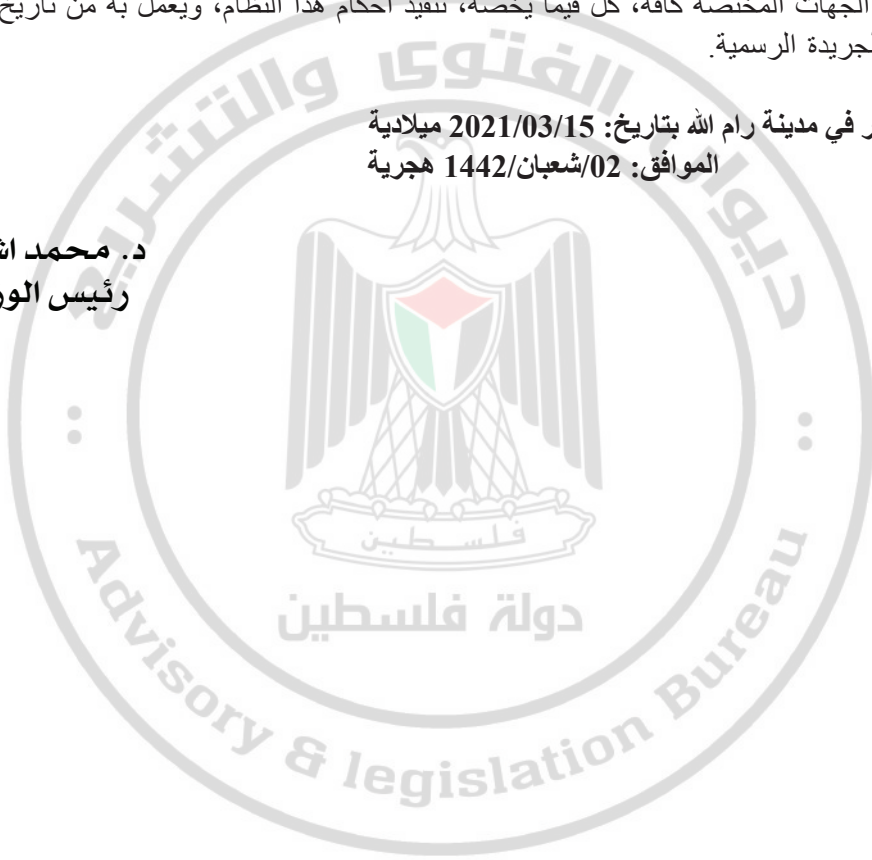 الجهات المختصة كافة، كل فيما يخصه، تنفيذ أحكام هذا النظام، ويعمل به من تاريخ
الجريدة الرسمية.
في مدينة رام الله بتاريخ: 2021/03/15 ميلادية
الموافق: 02/شعبان/1442 هجرية
د. محمد
رئيس
ديوان الفتوى والتشريع
فلسطين
دولة فلسطين
Advisory & legislation Bureau